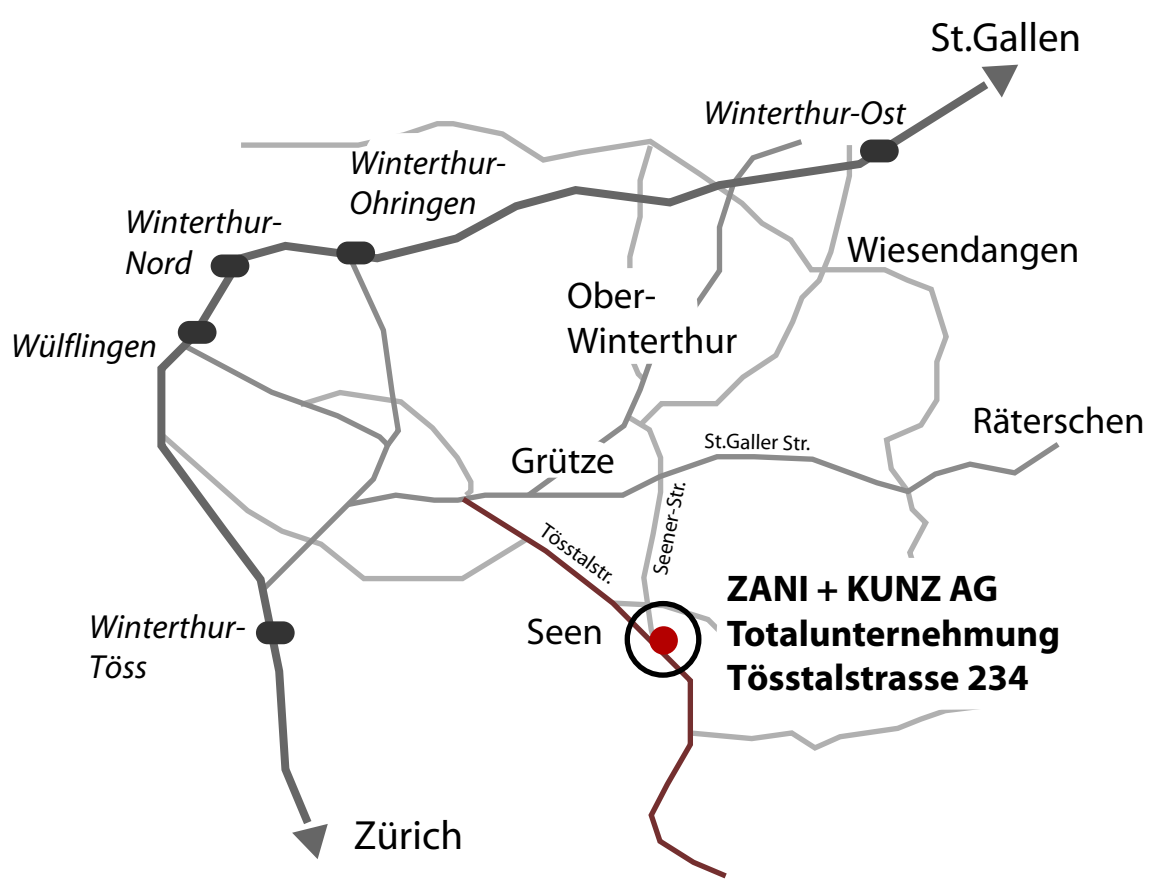 St.Gallen
Winterthur-Ost
Winterthur-
Ohringen
Winterthur-
Nord
Wiesendangen
Ober-
Winterthur
Wülflingen
Räterschen
St.Galler Str.
Grütze
Seener-Str.
Tösstalstr.
ZANI + KUNZ AG
Totalunternehmung
Tösstalstrasse 234
Seen
Winterthur-
Töss
Zürich